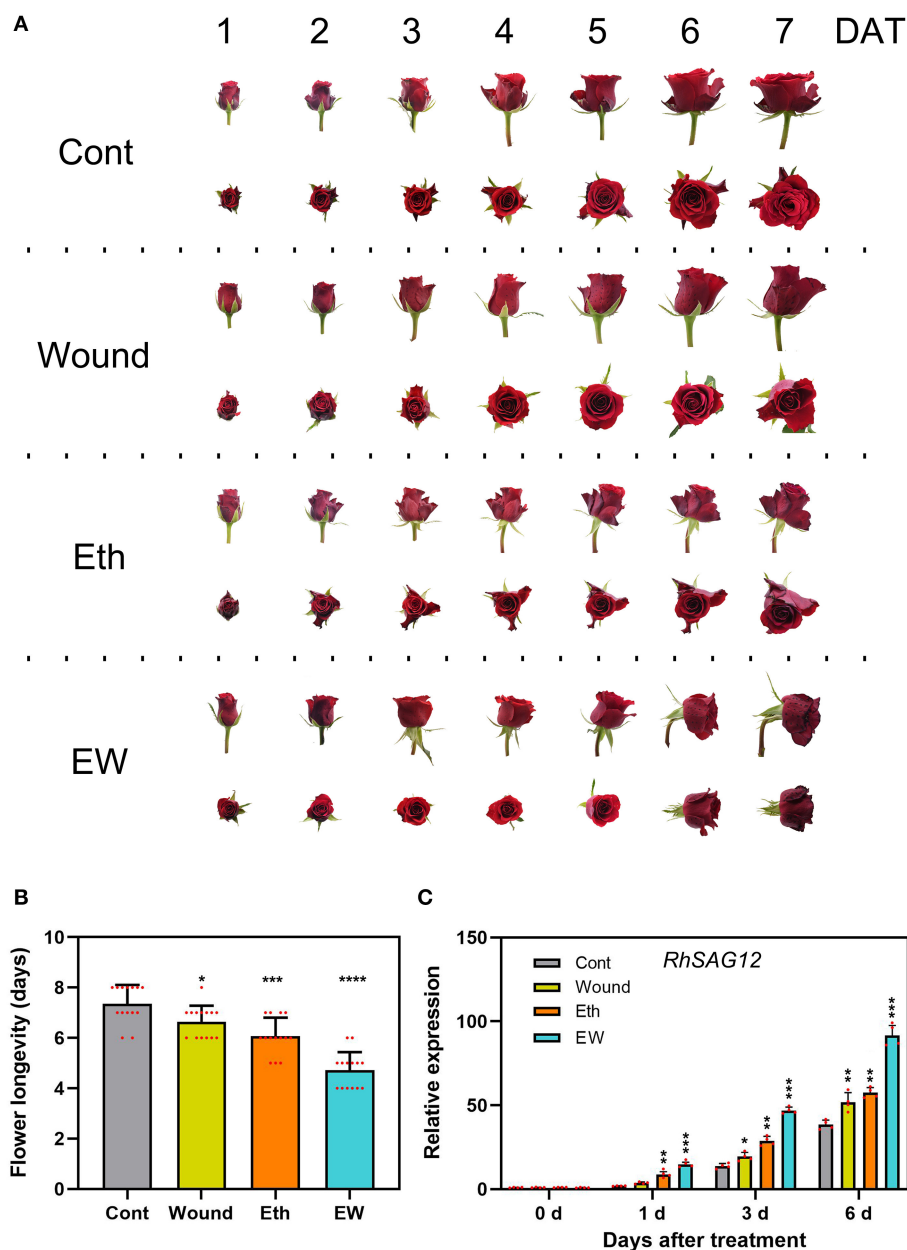 A
1 2 3 4 5 6 7 DAT
Cont
Wound
Eth
EW
B
Flower longevity (days)
10
8
6
4
2
0
* *** ****
Cont Wound Eth EW
C
Relative expression
150
100
50
0
RhSAG12
Cont
Wound
Eth
EW
** ***
* ** ***
** ** ***
0 d 1 d 3 d 6 d
Days after treatment